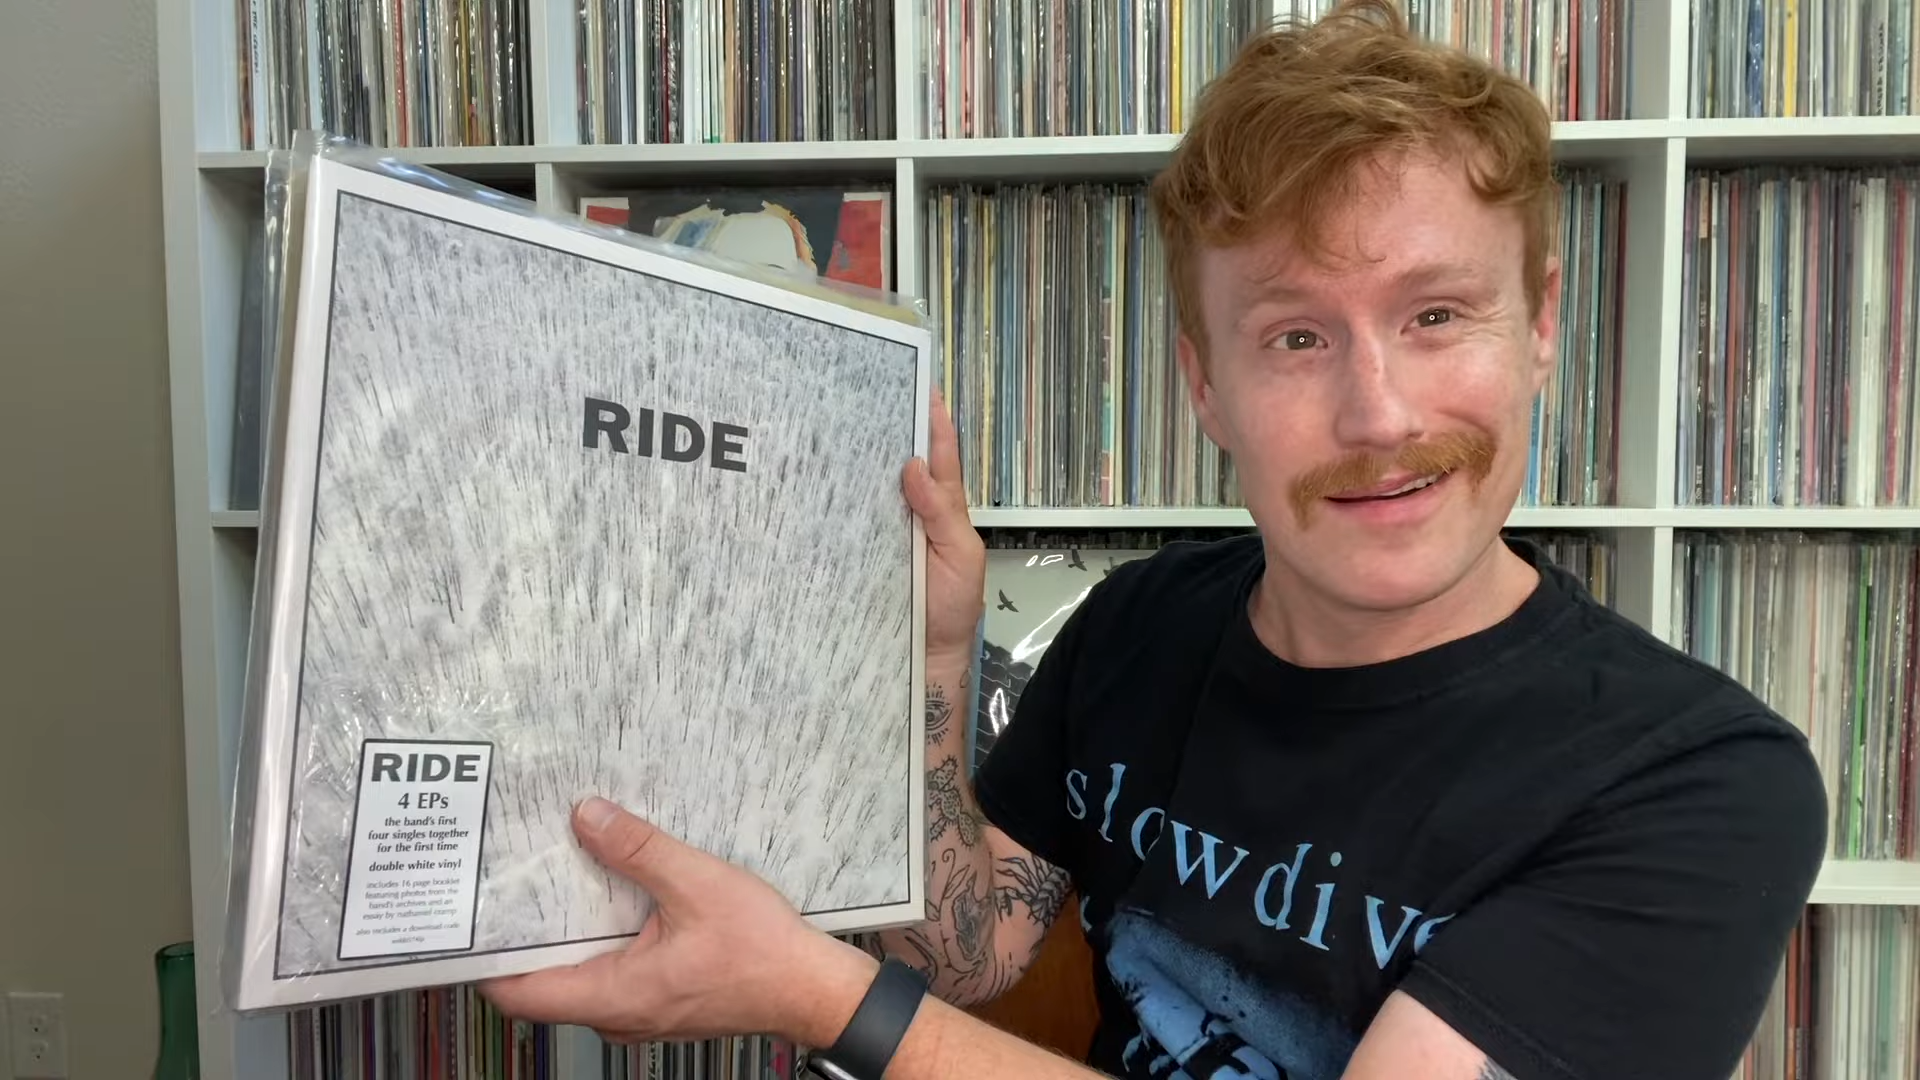 RIDE
RIDE
4 EPs
the band's first
four singles together
for the first time
double white vinyl
includes 16 page booklet
featuring photos from the
band's archives and an
essay by nathaniel cramp
also includes a download code
slowdive